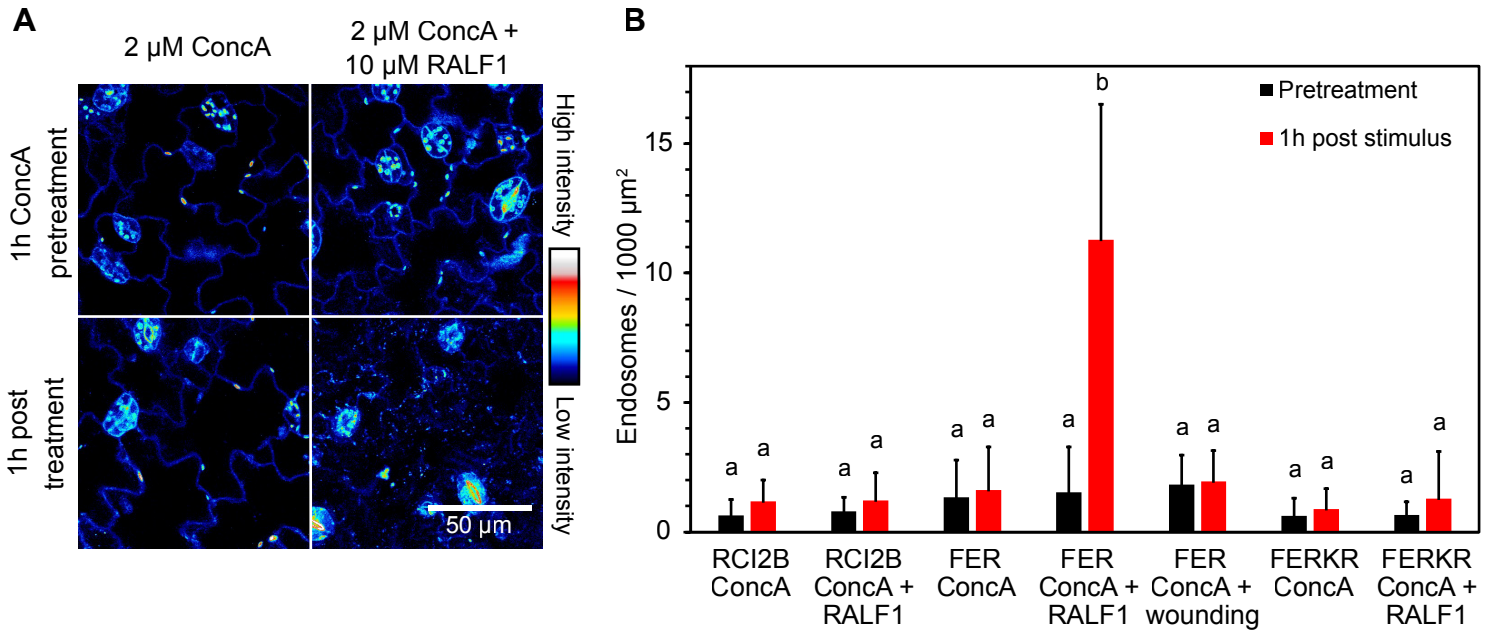 A
2 µM ConcA
2 µM ConcA +
10 µM RALF1
1h ConcA
pretreatment
1h post
treatment
High intensity
Low intensity
50 µm
B
Endosomes / 1000 µm²
15
10
5
0
Pretreatment
1h post stimulus
a
a
a
a
a
a
a
b
a
a
a
a
a
a
RCI2B
ConcA
RCI2B
ConcA +
RALF1
FER
ConcA
FER
ConcA +
RALF1
FER
ConcA +
wounding
FERKR
ConcA
FERKR
ConcA +
RALF1